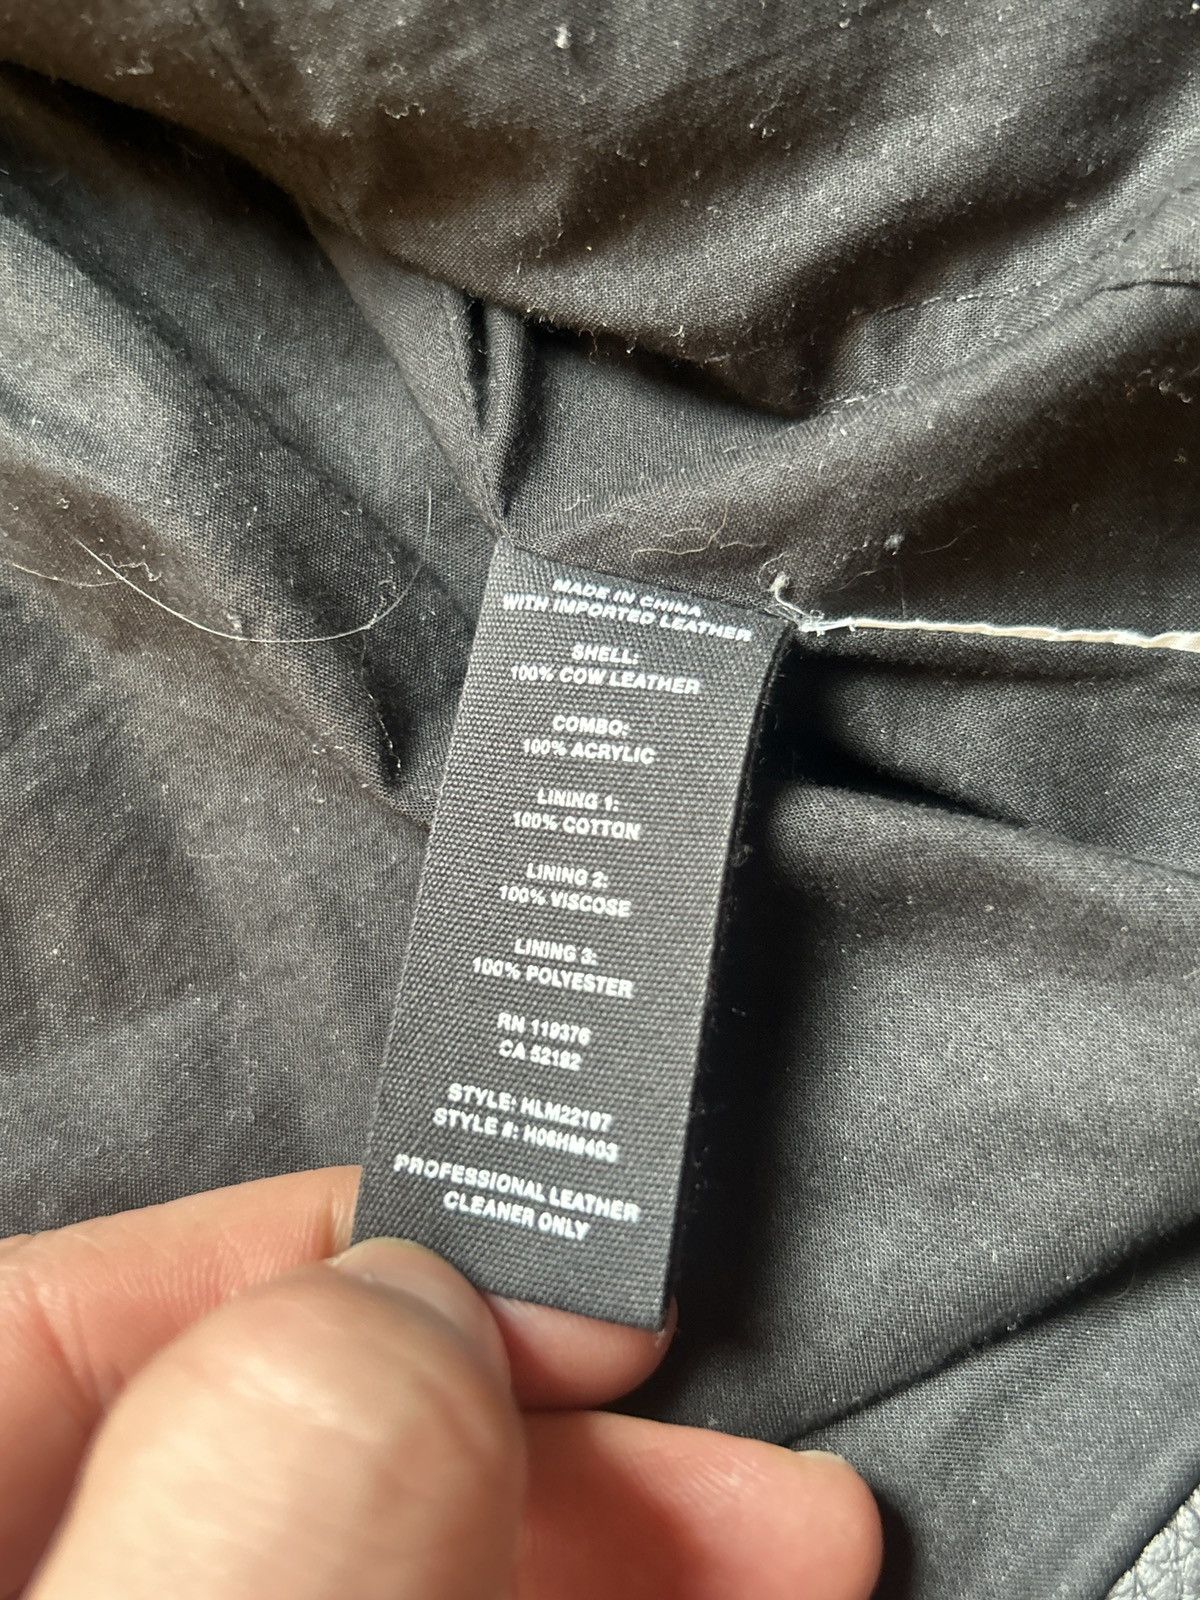 MADE IN CHINA
WITH IMPORTED LEATHER
SHELL:
100% COW LEATHER
COMBO:
100% ACRYLIC
LINING 1:
100% COTTON
LINING 2:
100% VISCOSE
LINING 3:
100% POLYESTER
RN 119376
CA 52182
STYLE: HLM22197
STYLE #: H06HM403
PROFESSIONAL LEATHER
CLEANER ONLY